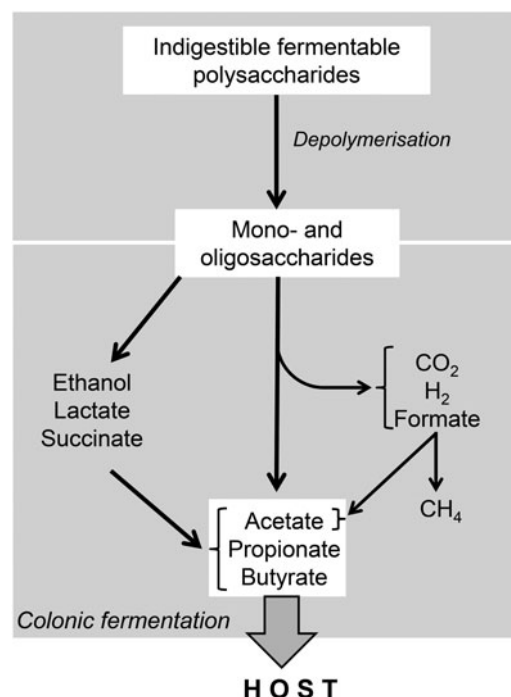 Indigestible fermentable
polysaccharides
Depolymerisation
Mono- and
oligosaccharides
Ethanol
Lactate
Succinate
CO₂
H₂
Formate
CH₄
Acetate
Propionate
Butyrate
Colonic fermentation
HOST